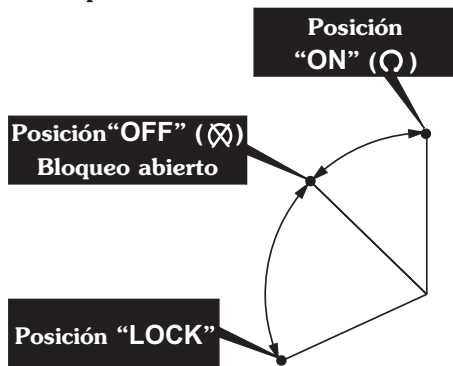 Posición
“ON” (Ω)
Posición“OFF” (⊗)
Bloqueo abierto
Posición “LOCK”